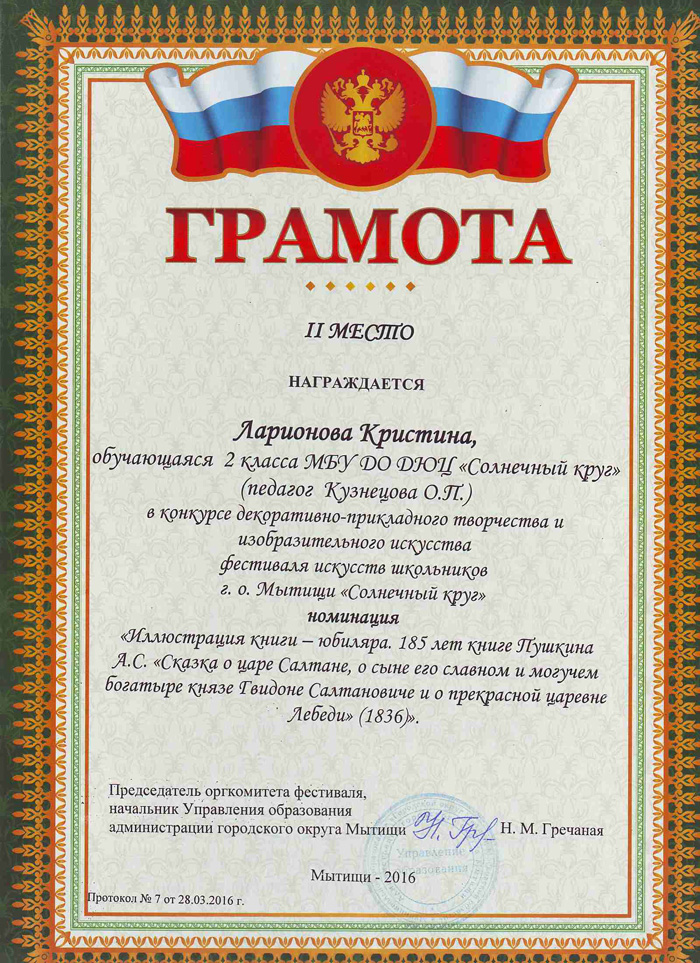 ГРАМОТА
II МЕСТО
НАГРАЖДАЕТСЯ
Ларионова Кристина,
обучающаяся 2 класса МБУ ДО ДЮЦ «Солнечный круг»
(педагог Кузнецова О.П.)
в конкурсе декоративно-прикладного творчества и
изобразительного искусства
фестиваля искусств школьников
г. о. Мытищи «Солнечный круг»
номинация
«Иллюстрация книги – юбиляра. 185 лет книге Пушкина
А.С. «Сказка о царе Салтане, о сыне его славном и могучем
богатыре князе Гвидоне Салтановиче и о прекрасной царевне
Лебеди» (1836)».
Председатель оргкомитета фестиваля,
начальник Управления образования
администрации городского округа Мытищи Н. М. Гречаная
Управление
образования
Мытищи - 2016
Протокол № 7 от 28.03.2016 г.